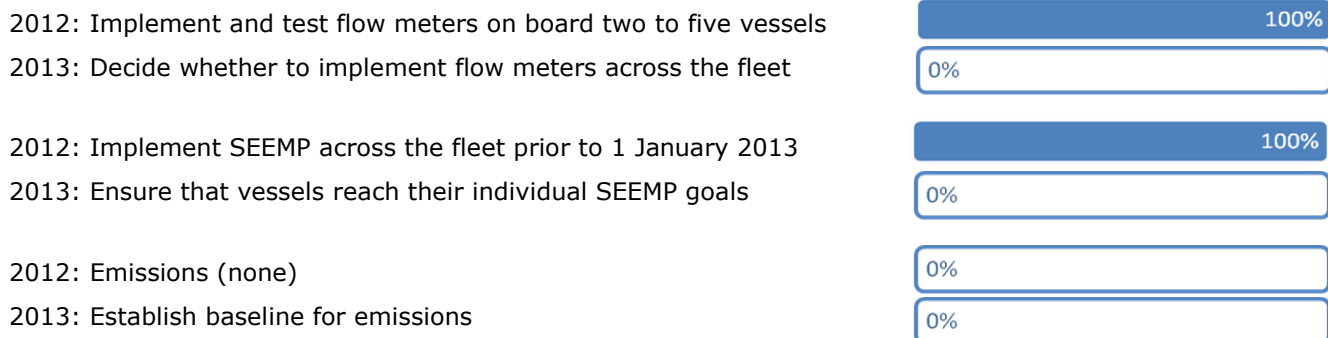 2012: Implement and test flow meters on board two to five vessels 100%
2013: Decide whether to implement flow meters across the fleet 0%
2012: Implement SEEMP across the fleet prior to 1 January 2013 100%
2013: Ensure that vessels reach their individual SEEMP goals 0%
2012: Emissions (none) 0%
2013: Establish baseline for emissions 0%